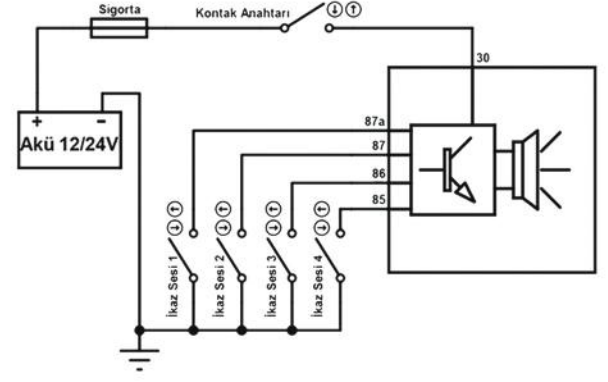 Sigorta
Kontak Anahtarı
30
+ -
Akü 12/24V
87a
87
86
85
İkaz Sesi 1
İkaz Sesi 2
İkaz Sesi 3
İkaz Sesi 4